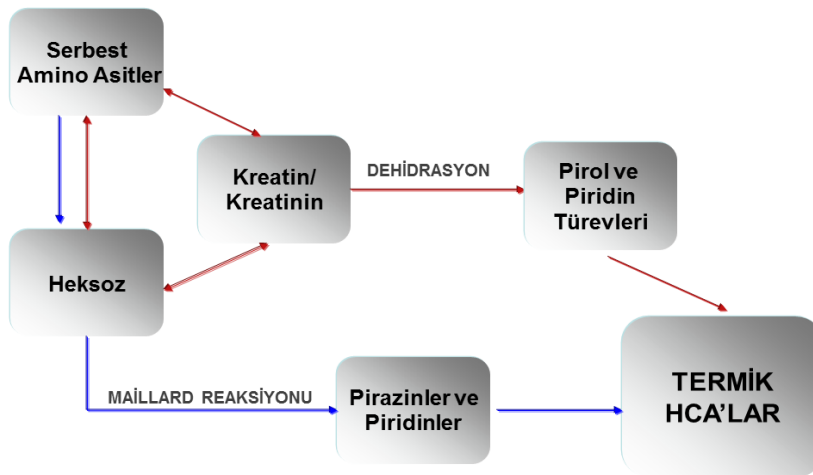 Serbest
Amino Asitler
Kreatin/
Kreatinin
DEHİDRASYON
Pirol ve
Piridin
Türevleri
Heksoz
MAİLLARD REAKSİYONU
Pirazinler ve
Piridinler
TERMİK
HCA’LAR